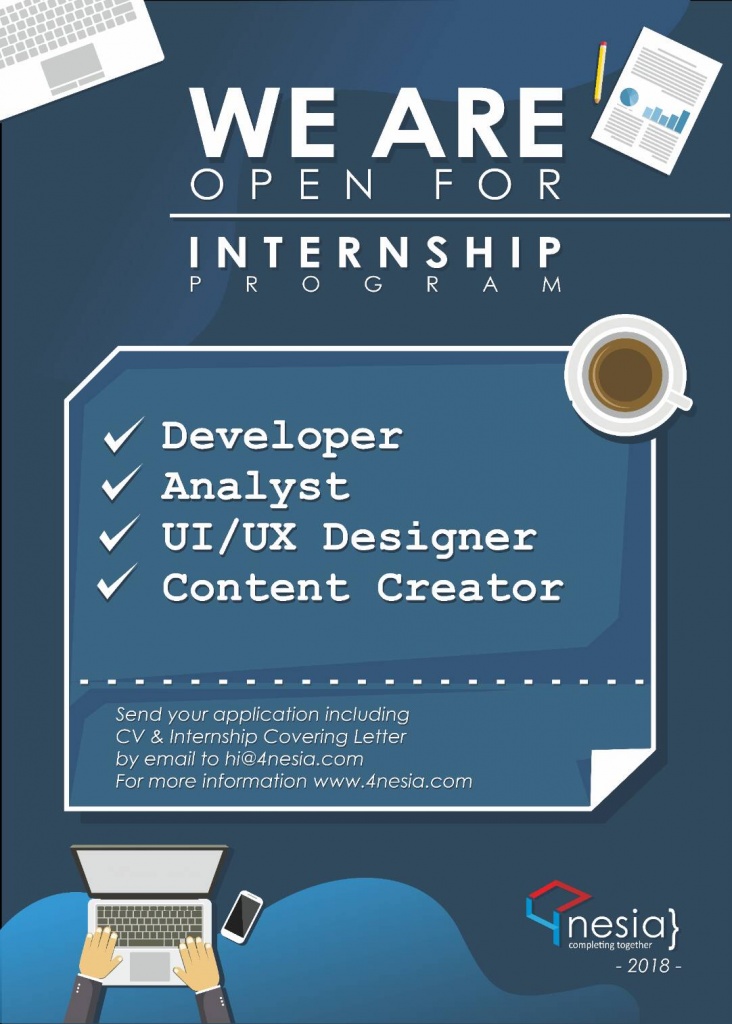 WE ARE
OPEN FOR
INTERNSHIP
PROGRAM
Developer
Analyst
UI/UX Designer
Content Creator
Send your application including
CV & Internship Covering Letter
by email to hi@4nesia.com
For more information www.4nesia.com
4nesia}
completing together
- 2018 -